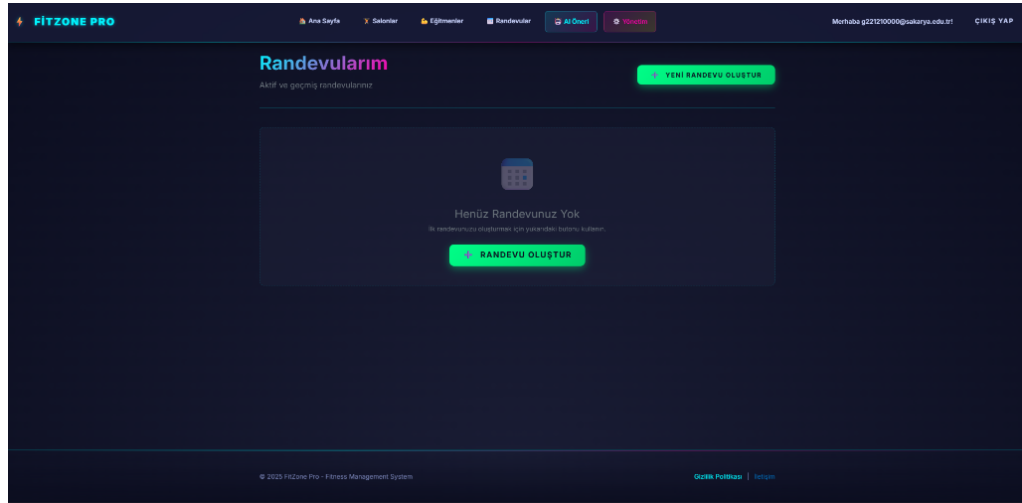 FİTZONE PRO
Ana Sayfa Salonlar Eğitmenler Randevular AI Öneri Yönetim
Merhaba g221210000@sakarya.edu.tr! ÇIKIŞ YAP
Randevularım
Aktif ve geçmiş randevularınız
YENİ RANDEVU OLUŞTUR
Henüz Randevunuz Yok
İlk randevunuzu oluşturmak için yukarıdaki butonu kullanın.
RANDEVU OLUŞTUR
© 2025 FitZone Pro - Fitness Management System
Gizlilik Politikası | İletişim